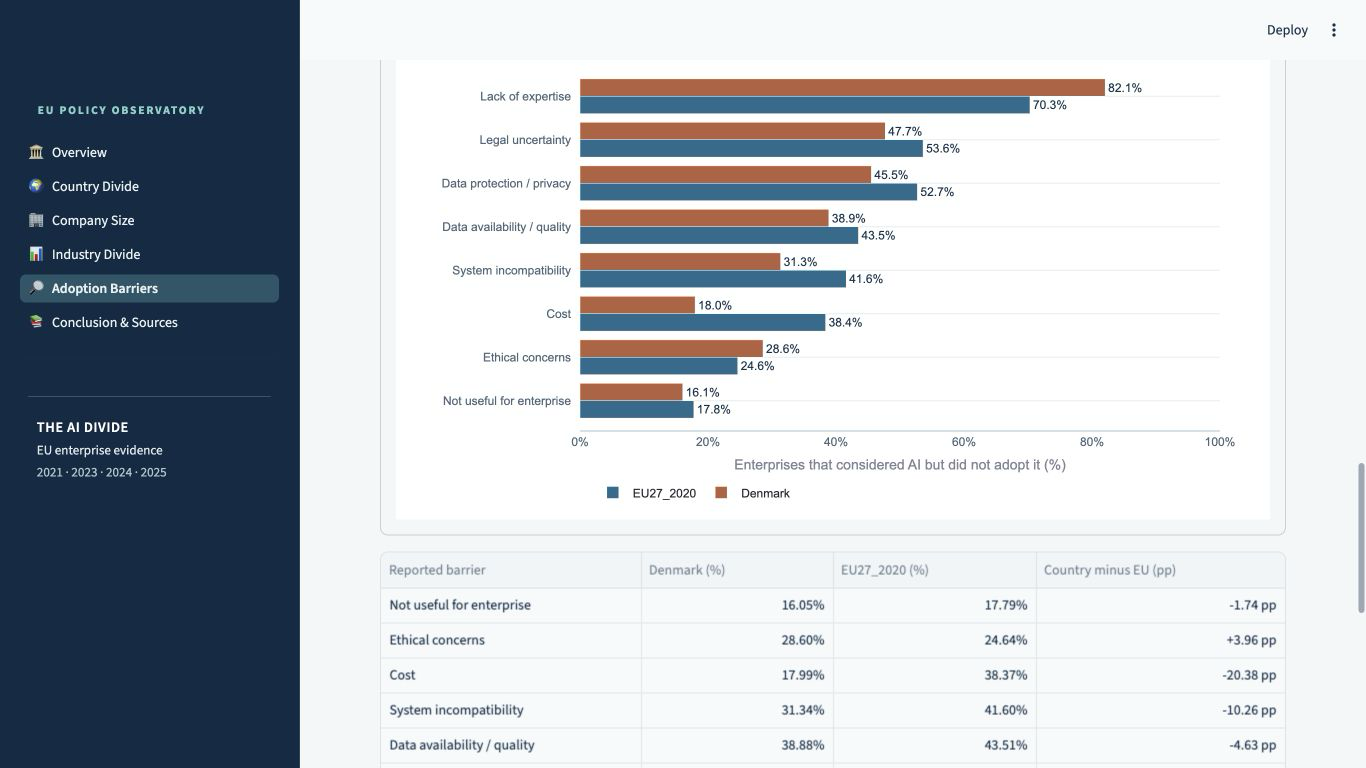 Deploy
EU POLICY OBSERVATORY
Overview
Country Divide
Company Size
Industry Divide
Adoption Barriers
Conclusion & Sources
THE AI DIVIDE
EU enterprise evidence
2021 · 2023 · 2024 · 2025
Lack of expertise 82.1% 70.3%
Legal uncertainty 47.7% 53.6%
Data protection / privacy 45.5% 52.7%
Data availability / quality 38.9% 43.5%
System incompatibility 31.3% 41.6%
Cost 18.0% 38.4%
Ethical concerns 28.6% 24.6%
Not useful for enterprise 16.1% 17.8%
0% 20% 40% 60% 80% 100%
Enterprises that considered AI but did not adopt it (%)
EU27_2020 Denmark
Reported barrier Denmark (%) EU27_2020 (%) Country minus EU (pp)
Not useful for enterprise 16.05% 17.79% -1.74 pp
Ethical concerns 28.60% 24.64% +3.96 pp
Cost 17.99% 38.37% -20.38 pp
System incompatibility 31.34% 41.60% -10.26 pp
Data availability / quality 38.88% 43.51% -4.63 pp